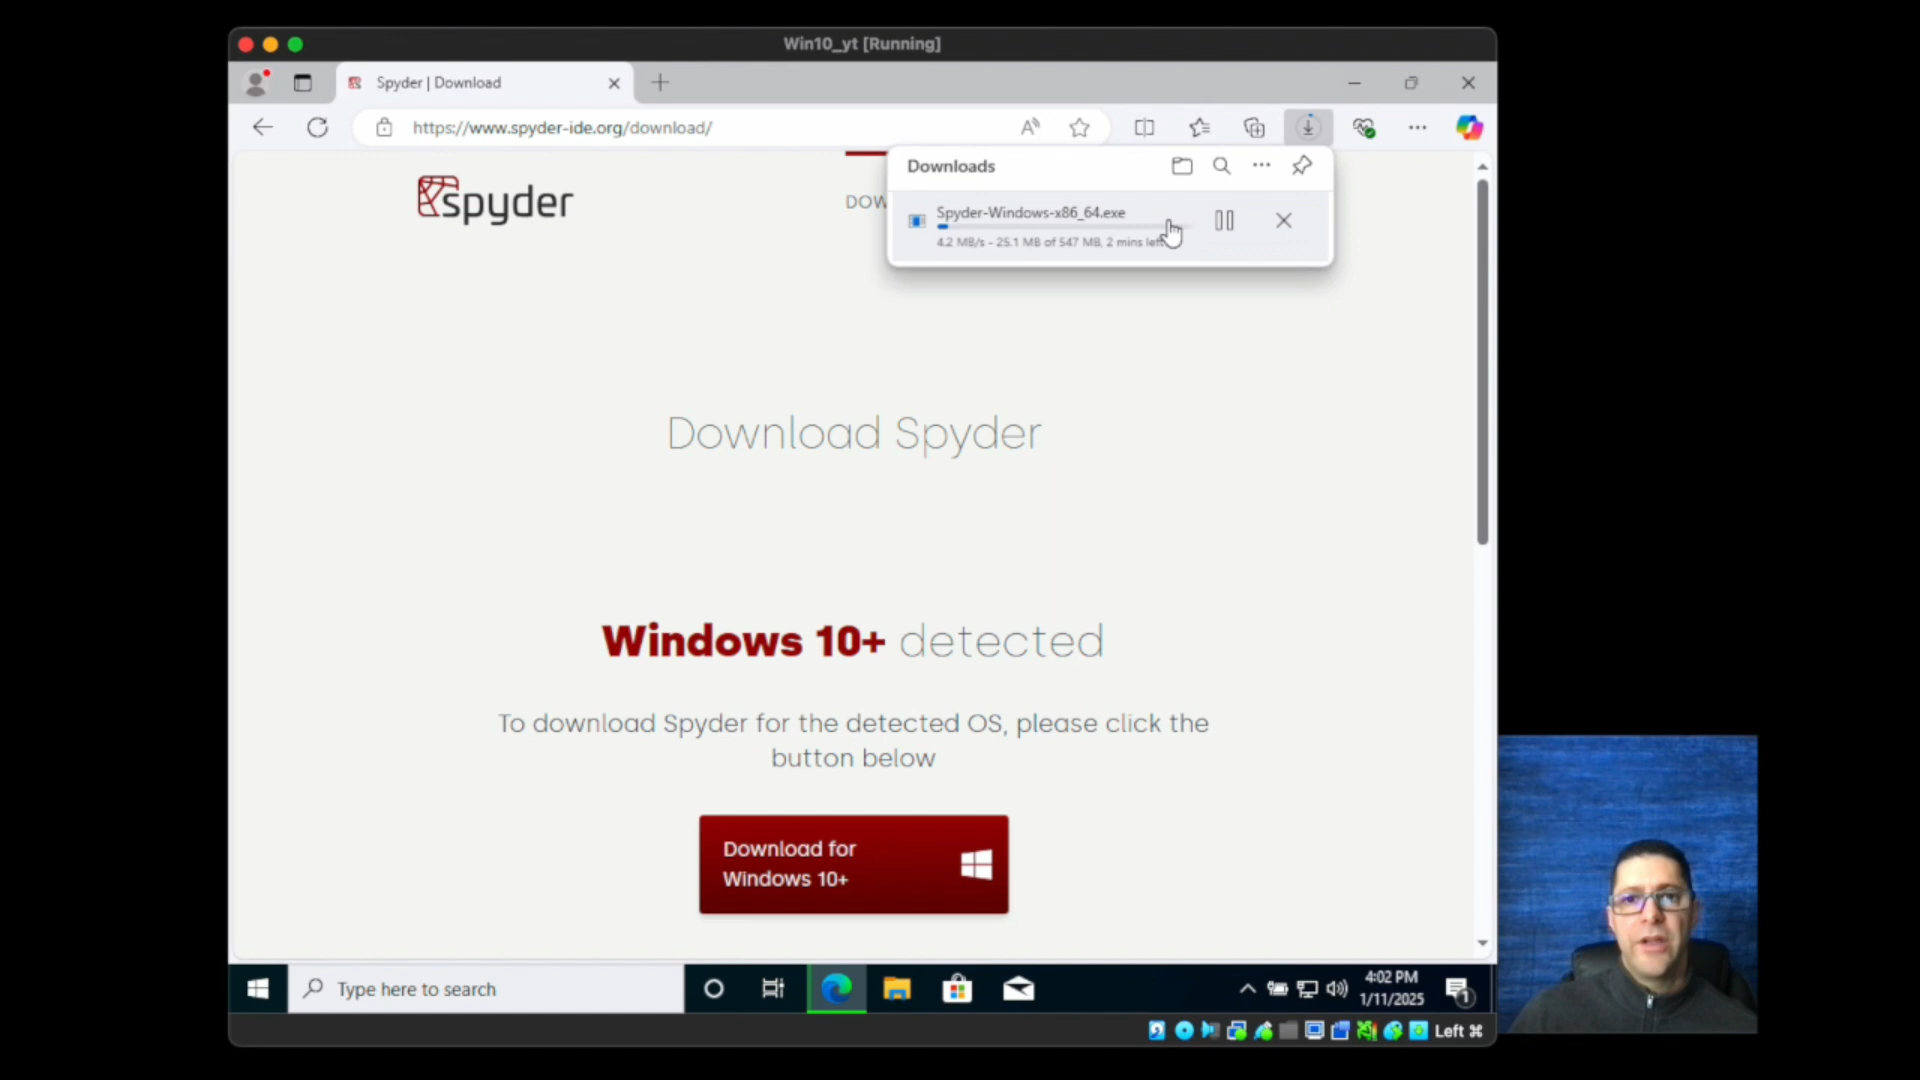 Win10_yt [Running]
Spyder | Download
https://www.spyder-ide.org/download/
Downloads
spyder
DOW
Spyder-Windows-x86_64.exe
4.2 MB/s - 25.1 MB of 547 MB, 2 mins left
Download Spyder
Windows 10+ detected
To download Spyder for the detected OS, please click the
button below
Download for
Windows 10+
Type here to search
4:02 PM
1/11/2025
1
Left ⌘